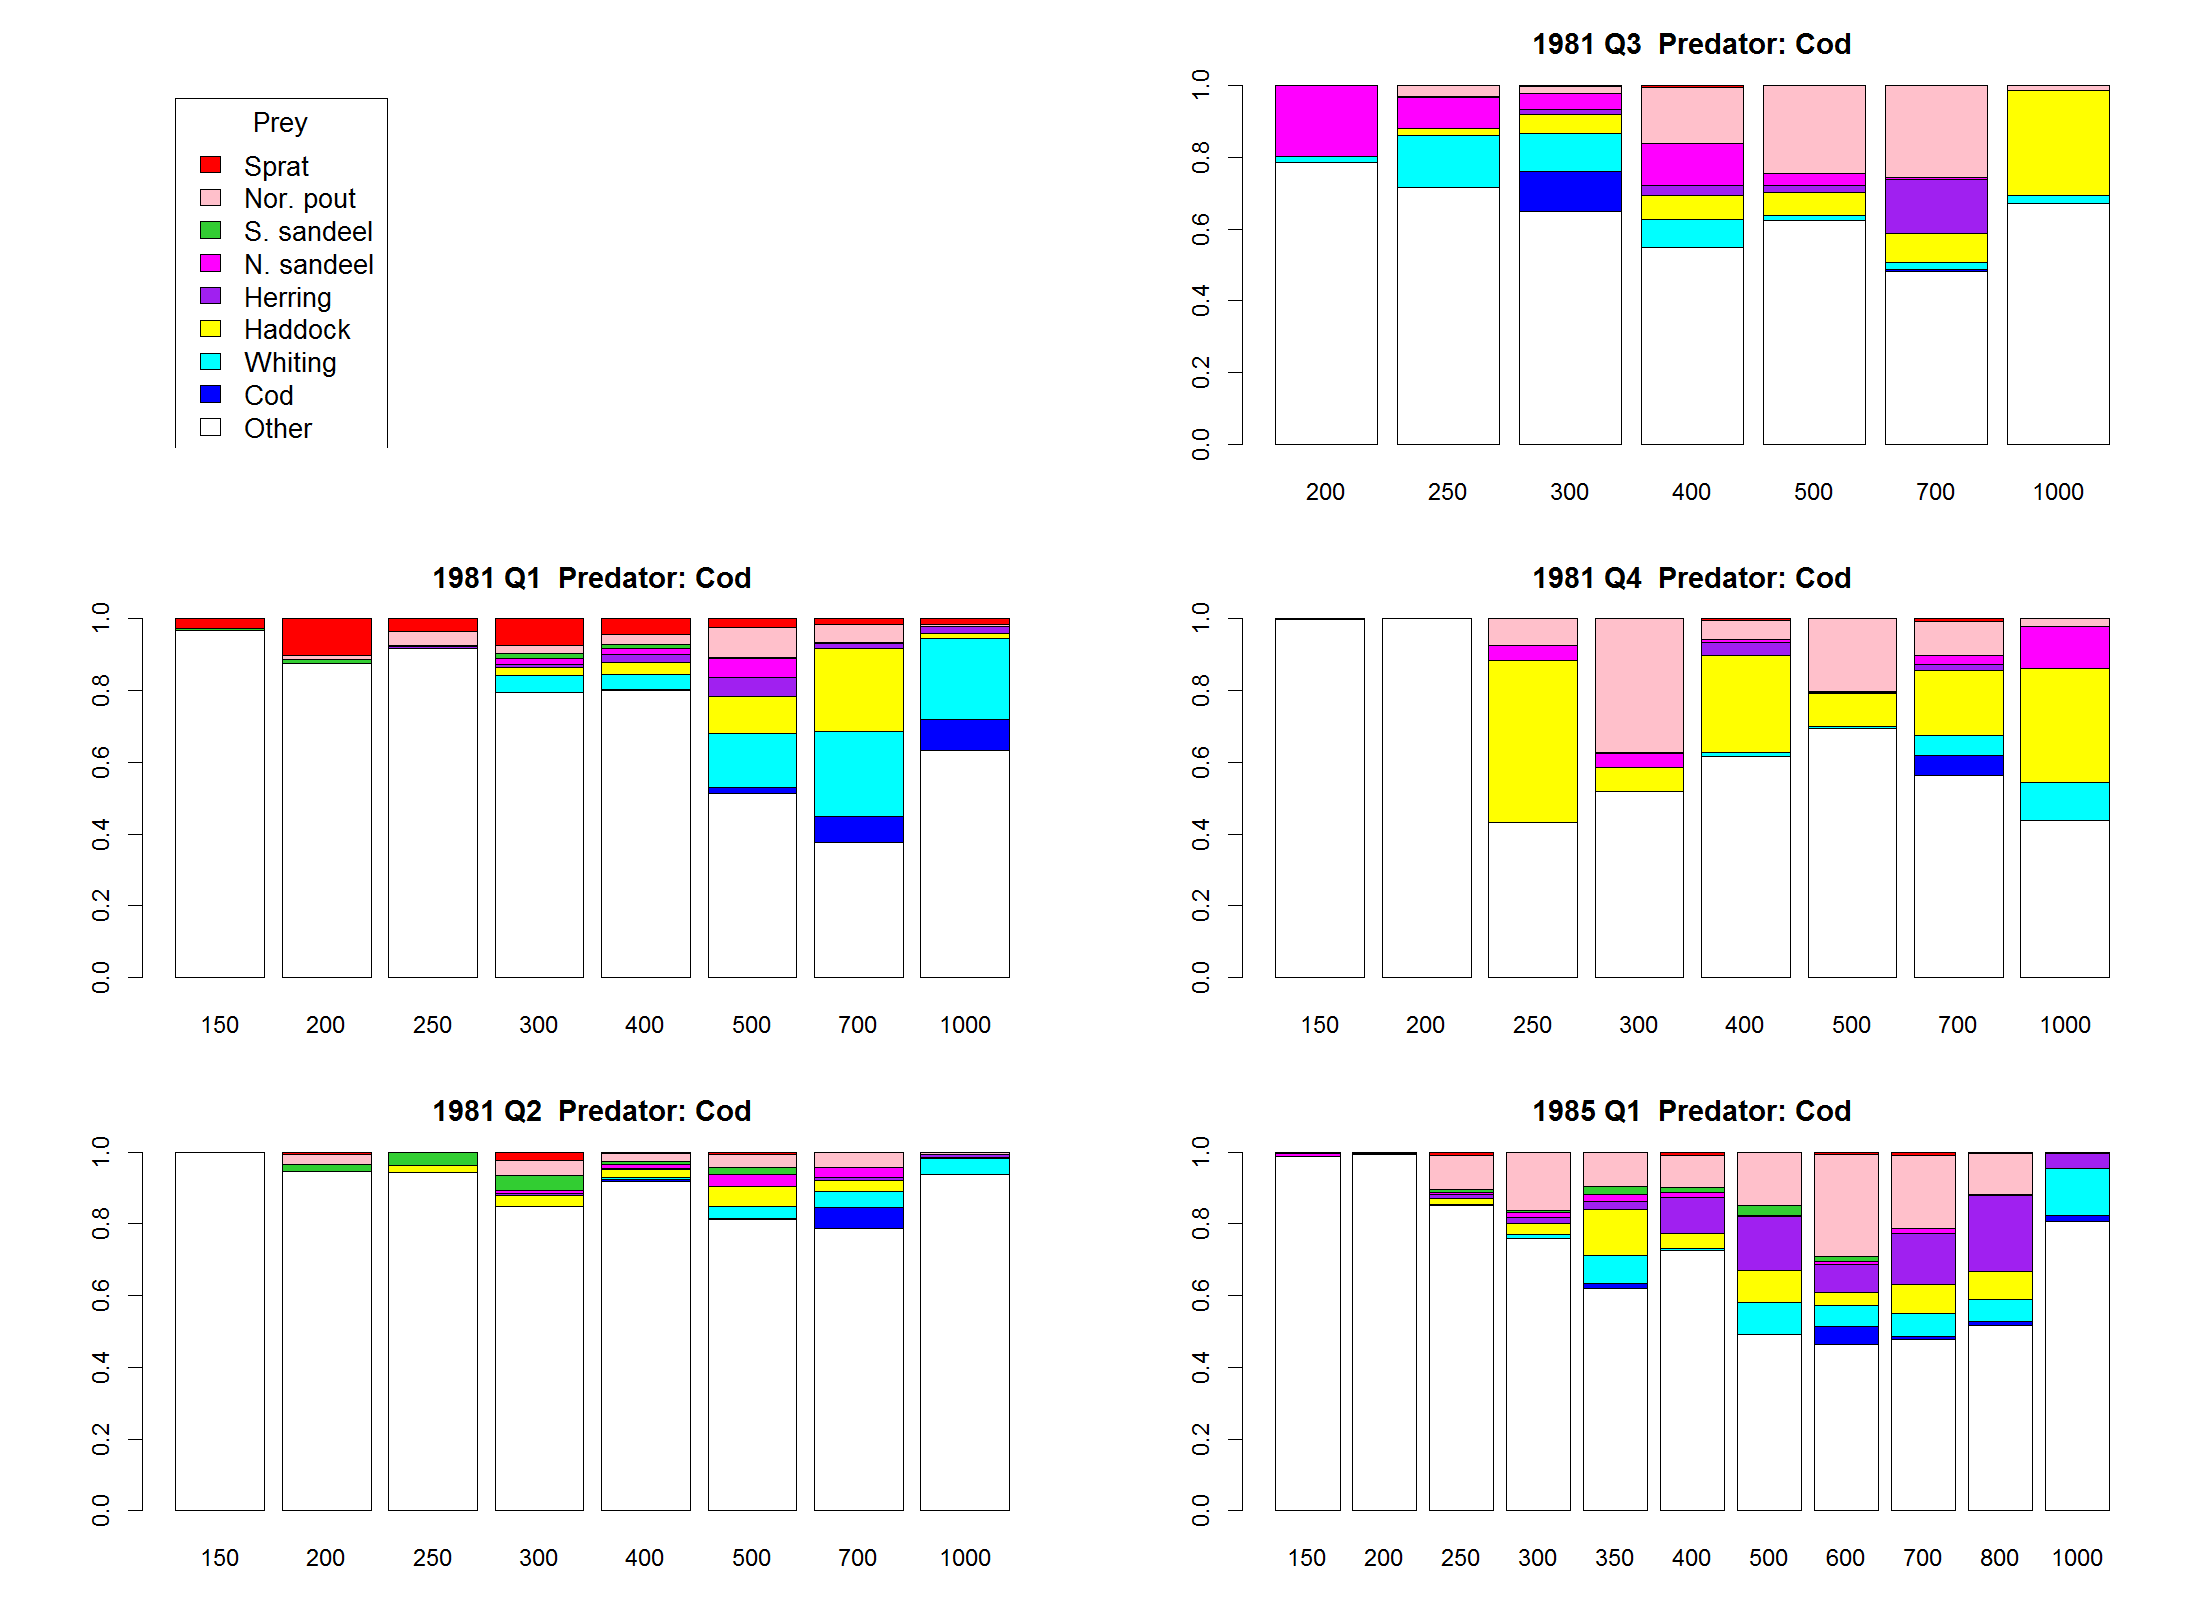 Prey
Sprat
Nor. pout
S. sandeel
N. sandeel
Herring
Haddock
Whiting
Cod
Other
1981 Q3  Predator: Cod
1.0
0.8
0.6
0.4
0.2
0.0
200 250 300 400 500 700 1000
1981 Q1  Predator: Cod
1.0
0.8
0.6
0.4
0.2
0.0
150 200 250 300 400 500 700 1000
1981 Q4  Predator: Cod
1.0
0.8
0.6
0.4
0.2
0.0
150 200 250 300 400 500 700 1000
1981 Q2  Predator: Cod
1.0
0.8
0.6
0.4
0.2
0.0
150 200 250 300 400 500 700 1000
1985 Q1  Predator: Cod
1.0
0.8
0.6
0.4
0.2
0.0
150 200 250 300 350 400 500 600 700 800 1000